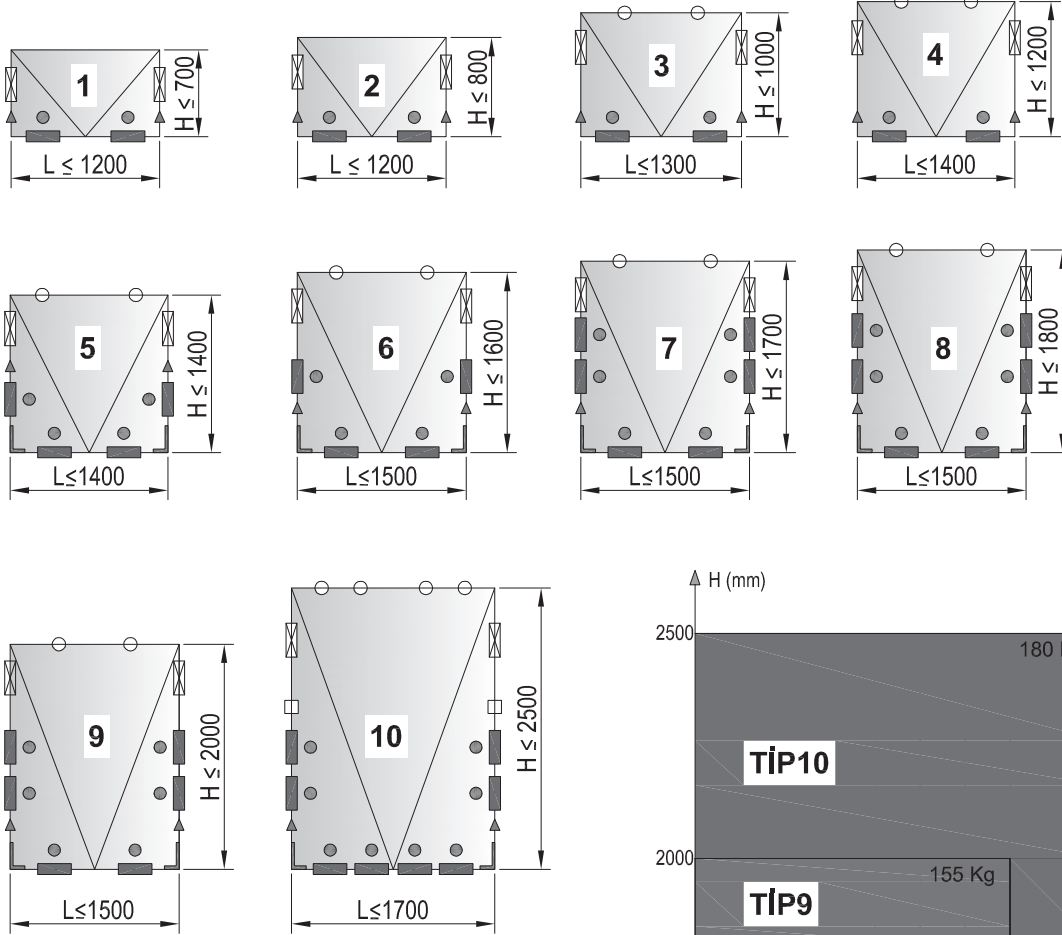 1
H ≤ 700
L ≤ 1200
2
H ≤ 800
L ≤ 1200
3
H ≤ 1000
L≤1300
4
H ≤ 1200
L≤1400
5
H ≤ 1400
L≤1400
6
H ≤ 1600
L≤1500
7
H ≤ 1700
L≤1500
8
H ≤ 1800
L≤1500
9
H ≤ 2000
L≤1500
10
H ≤ 2500
L≤1700
H (mm)
2500
180
TİP10
2000
155 Kg
TİP9